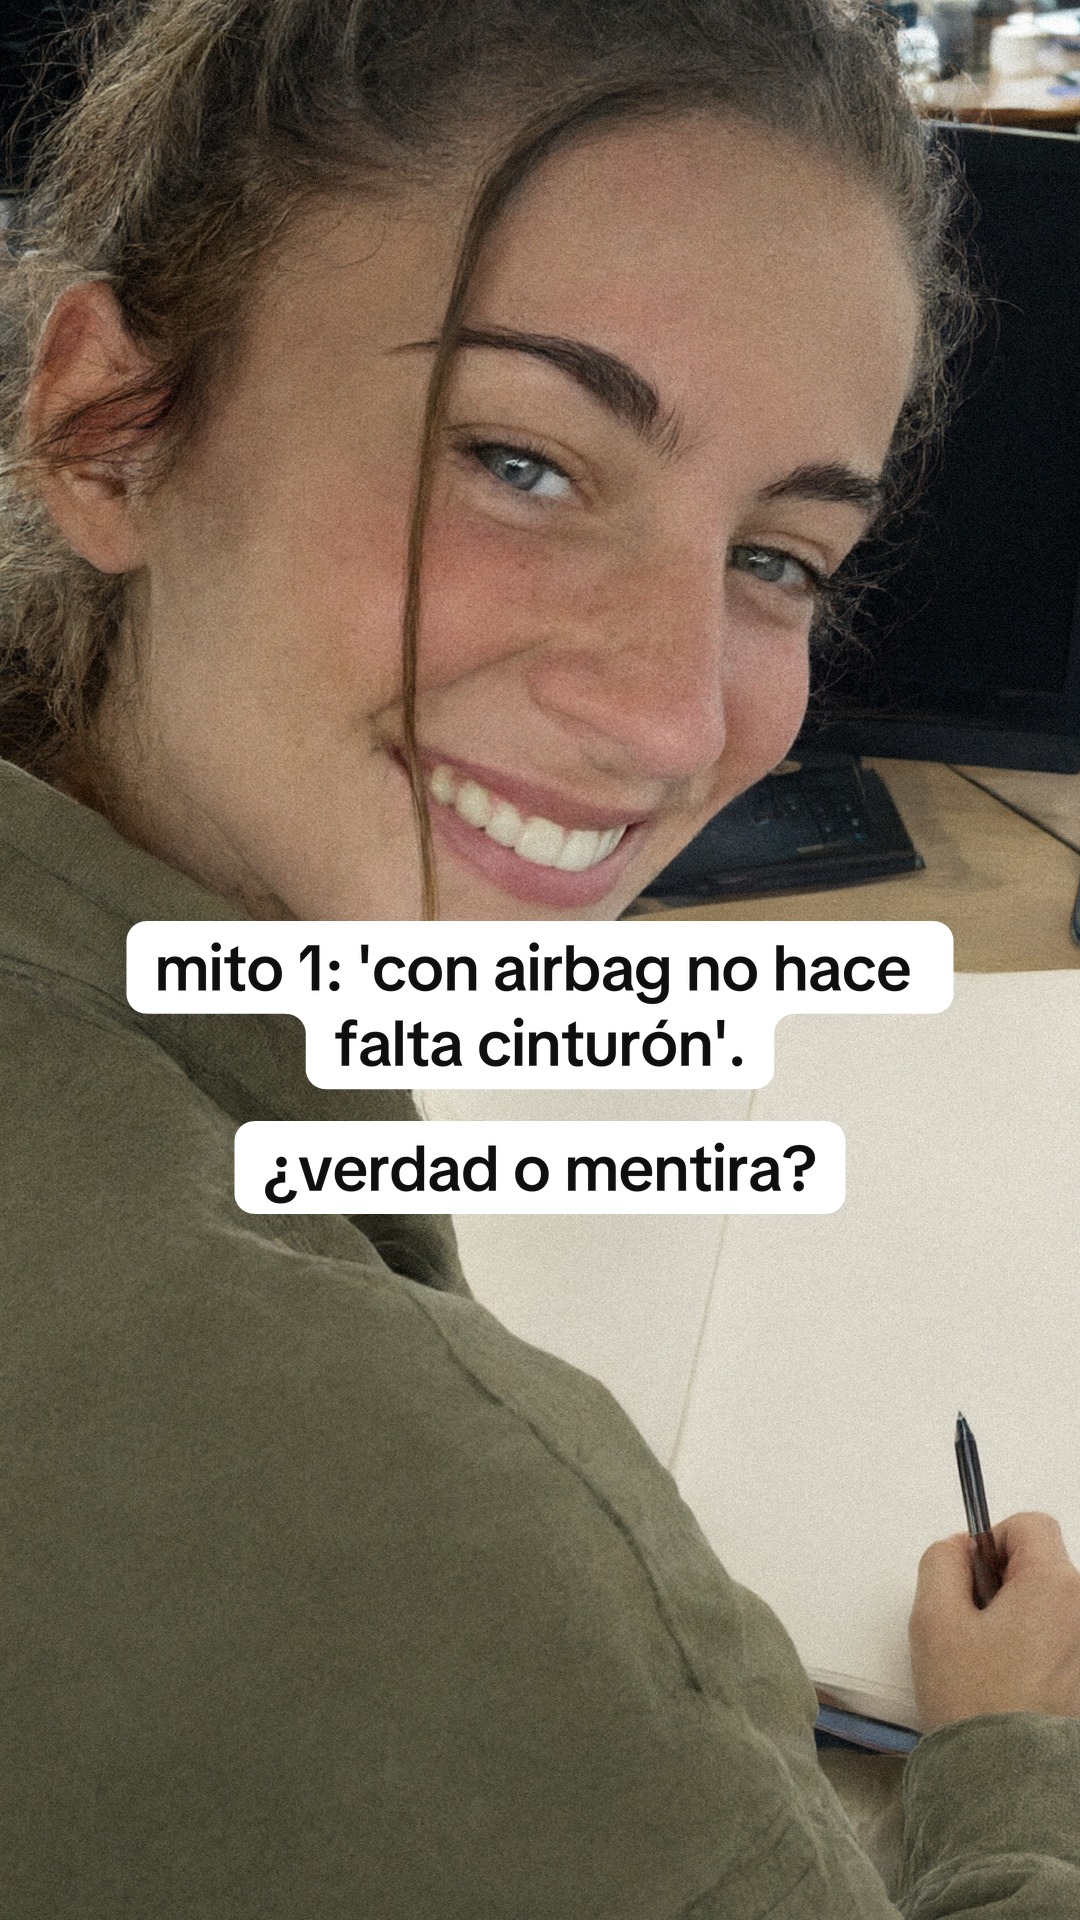 mito 1: 'con airbag no hace
falta cinturón'.
¿verdad o mentira?